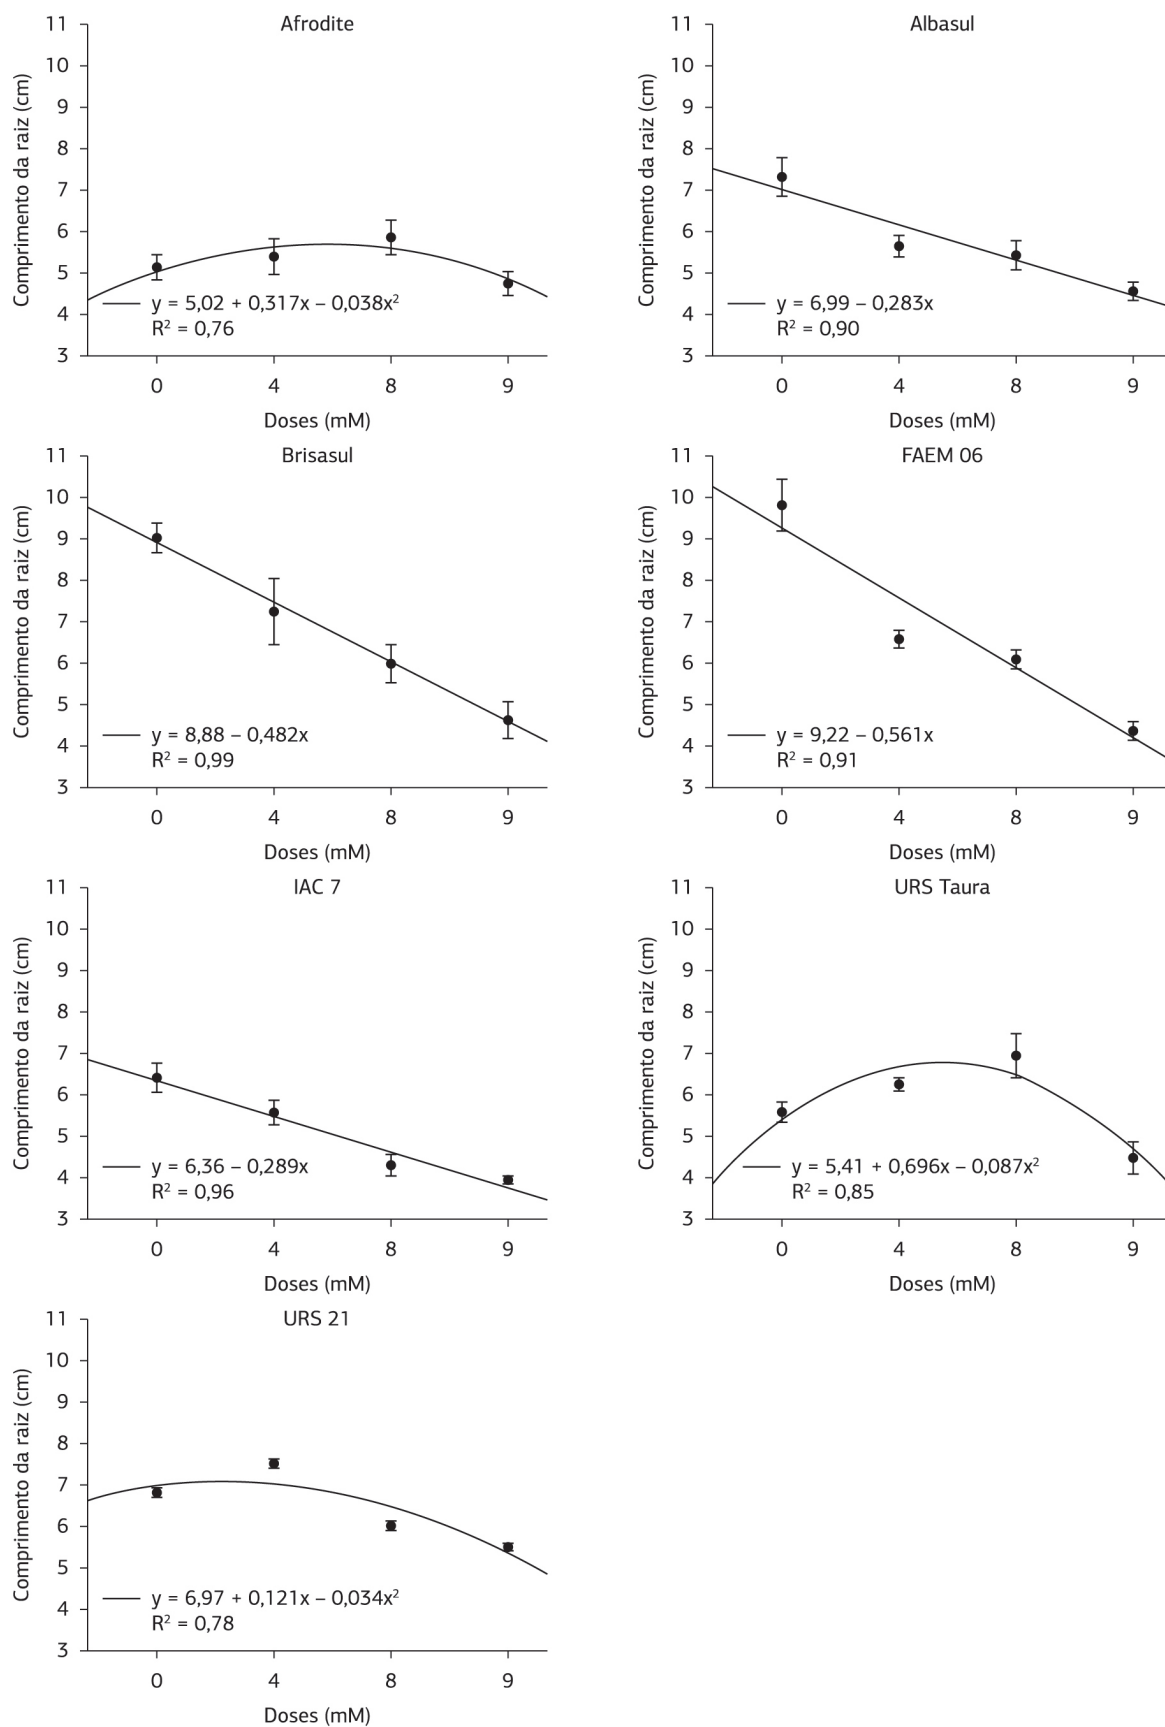 Afrodite
Comprimento da raiz (cm)
11
10
9
8
7
6
5
4
3
y = 5,02 + 0,317x – 0,038x²
R² = 0,76
0 4 8 9
Doses (mM)
Albasul
Comprimento da raiz (cm)
11
10
9
8
7
6
5
4
3
y = 6,99 – 0,283x
R² = 0,90
0 4 8 9
Doses (mM)
Brisasul
Comprimento da raiz (cm)
11
10
9
8
7
6
5
4
3
y = 8,88 – 0,482x
R² = 0,99
0 4 8 9
Doses (mM)
FAEM 06
Comprimento da raiz (cm)
11
10
9
8
7
6
5
4
3
y = 9,22 – 0,561x
R² = 0,91
0 4 8 9
Doses (mM)
IAC 7
Comprimento da raiz (cm)
11
10
9
8
7
6
5
4
3
y = 6,36 – 0,289x
R² = 0,96
0 4 8 9
Doses (mM)
URS Taura
Comprimento da raiz (cm)
11
10
9
8
7
6
5
4
3
y = 5,41 + 0,696x – 0,087x²
R² = 0,85
0 4 8 9
Doses (mM)
URS 21
Comprimento da raiz (cm)
11
10
9
8
7
6
5
4
3
y = 6,97 + 0,121x – 0,034x²
R² = 0,78
0 4 8 9
Doses (mM)